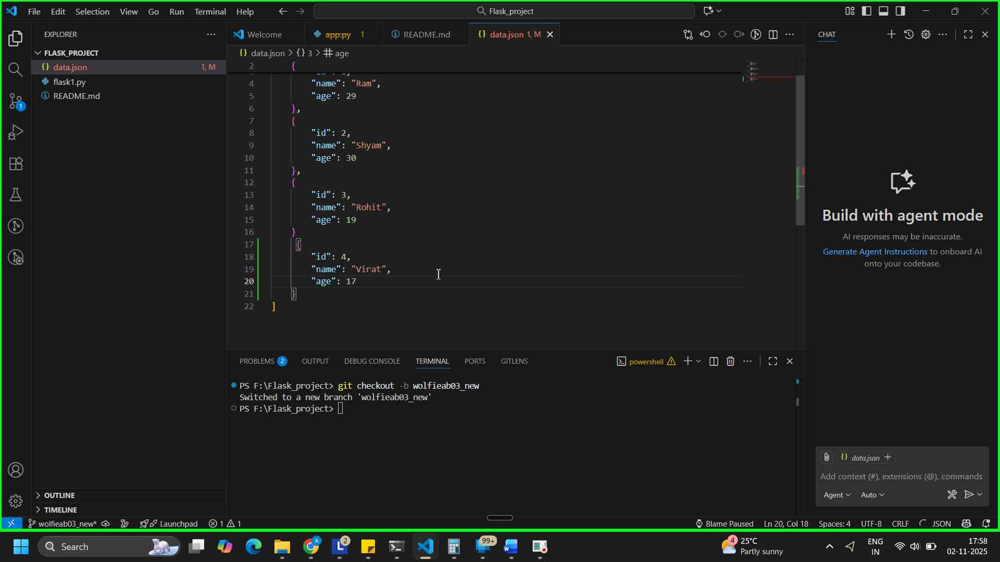 File Edit Selection View Go Run Terminal Help
Flask_project
EXPLORER
FLASK_PROJECT
data.json 1, M
flask1.py
README.md
OUTLINE
TIMELINE
Welcome
app.py 1
README.md
{} data.json 1, M
{} data.json > {} 3 > # age
2 {
4 "name": "Ram",
5 "age": 29
6 },
7 {
8 "id": 2,
9 "name": "Shyam",
10 "age": 30
11 },
12 {
13 "id": 3,
14 "name": "Rohit",
15 "age": 19
16 }
17 {
18 "id": 4,
19 "name": "Virat",
20 "age": 17
21 }
22 ]
PROBLEMS 2 OUTPUT DEBUG CONSOLE TERMINAL PORTS GITLENS
powershell
PS F:\Flask_project> git checkout -b wolfieab03_new
Switched to a new branch 'wolfieab03_new'
PS F:\Flask_project>
CHAT
Build with agent mode
AI responses may be inaccurate.
Generate Agent Instructions to onboard AI
onto your codebase.
{} data.json +
Add context (#), extensions (@), commands
Agent Auto
1
wolfieab03_new* Launchpad 1 1
Blame Paused Ln 20, Col 18 Spaces: 4 UTF-8 CRLF JSON
Search
A
L 2
99+
W
4
25°C
Partly sunny
ENG
IN
17:58
02-11-2025